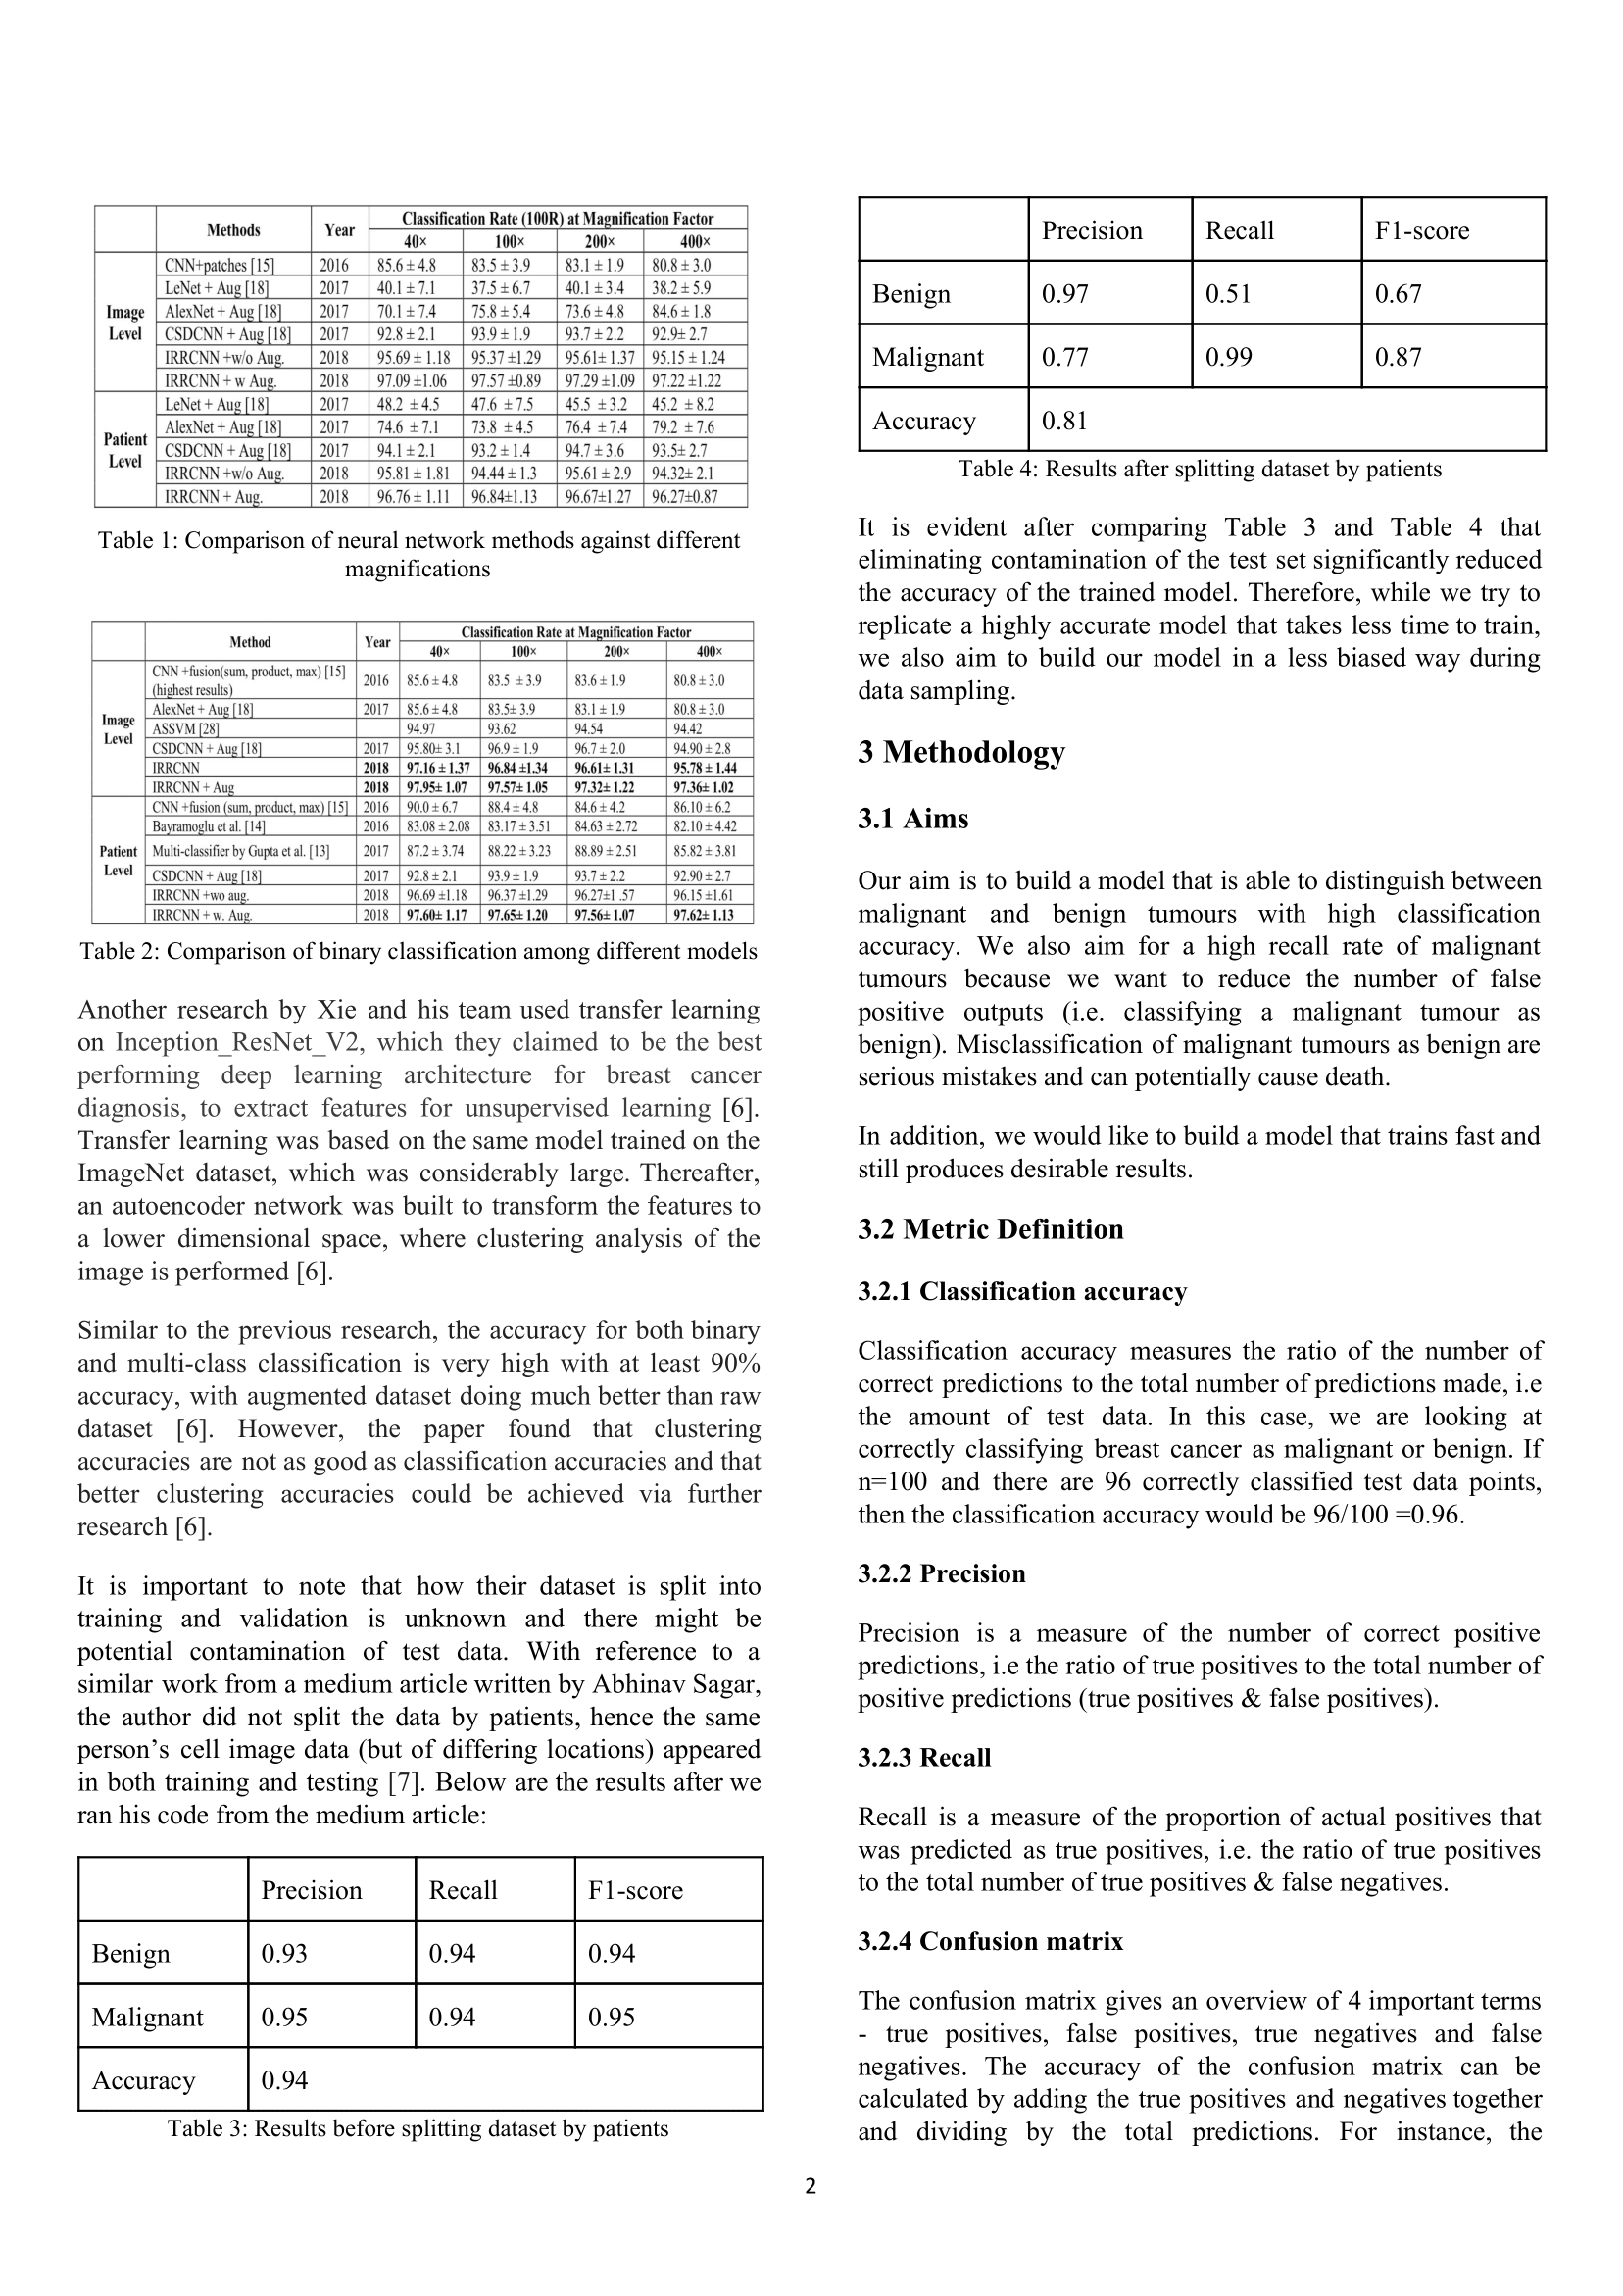 Methods Year Classification Rate (100R) at Magnification Factor
40× 100× 200× 400×
Image Level
CNN+patches [15] 2016 85.6 ± 4.8 83.5 ± 3.9 83.1 ± 1.9 80.8 ± 3.0
LeNet + Aug [18] 2017 40.1 ± 7.1 37.5 ± 6.7 40.1 ± 3.4 38.2 ± 5.9
AlexNet + Aug [18] 2017 70.1 ± 7.4 75.8 ± 5.4 73.6 ± 4.8 84.6 ± 1.8
CSDCNN + Aug [18] 2017 92.8 ± 2.1 93.9 ± 1.9 93.7 ± 2.2 92.9± 2.7
IRRCNN +w/o Aug. 2018 95.69 ± 1.18 95.37 ±1.29 95.61± 1.37 95.15 ± 1.24
IRRCNN + w Aug. 2018 97.09 ±1.06 97.57 ±0.89 97.29 ±1.09 97.22 ±1.22
Patient Level
LeNet + Aug [18] 2017 48.2 ± 4.5 47.6 ± 7.5 45.5 ± 3.2 45.2 ± 8.2
AlexNet + Aug [18] 2017 74.6 ± 7.1 73.8 ± 4.5 76.4 ± 7.4 79.2 ± 7.6
CSDCNN + Aug [18] 2017 94.1 ± 2.1 93.2 ± 1.4 94.7 ± 3.6 93.5± 2.7
IRRCNN +w/o Aug. 2018 95.81 ± 1.81 94.44 ± 1.3 95.61 ± 2.9 94.32± 2.1
IRRCNN + Aug. 2018 96.76 ± 1.11 96.84±1.13 96.67±1.27 96.27±0.87
Table 1: Comparison of neural network methods against different
magnifications
Method Year Classification Rate at Magnification Factor
40× 100× 200× 400×
Image Level
CNN +fusion(sum, product, max) [15]
(highest results) 2016 85.6 ± 4.8 83.5 ± 3.9 83.6 ± 1.9 80.8 ± 3.0
AlexNet + Aug [18] 2017 85.6 ± 4.8 83.5± 3.9 83.1 ± 1.9 80.8 ± 3.0
ASSVM [28] 94.97 93.62 94.54 94.42
CSDCNN + Aug [18] 2017 95.80± 3.1 96.9 ± 1.9 96.7 ± 2.0 94.90 ± 2.8
IRRCNN 2018 97.16 ± 1.37 96.84 ±1.34 96.61± 1.31 95.78 ± 1.44
IRRCNN + Aug 2018 97.95± 1.07 97.57± 1.05 97.32± 1.22 97.36± 1.02
Patient Level
CNN +fusion (sum, product, max) [15] 2016 90.0 ± 6.7 88.4 ± 4.8 84.6 ± 4.2 86.10 ± 6.2
Bayramoglu et al. [14] 2016 83.08 ± 2.08 83.17 ± 3.51 84.63 ± 2.72 82.10 ± 4.42
Multi-classifier by Gupta et al. [13] 2017 87.2 ± 3.74 88.22 ± 3.23 88.89 ± 2.51 85.82 ± 3.81
CSDCNN + Aug [18] 2017 92.8 ± 2.1 93.9 ± 1.9 93.7 ± 2.2 92.90 ± 2.7
IRRCNN +wo aug. 2018 96.69 ±1.18 96.37 ±1.29 96.27±1 .57 96.15 ±1.61
IRRCNN + w. Aug. 2018 97.60± 1.17 97.65± 1.20 97.56± 1.07 97.62± 1.13
Table 2: Comparison of binary classification among different models
Another research by Xie and his team used transfer learning
on Inception_ResNet_V2, which they claimed to be the best
performing deep learning architecture for breast cancer
diagnosis, to extract features for unsupervised learning [6].
Transfer learning was based on the same model trained on the
ImageNet dataset, which was considerably large. Thereafter,
an autoencoder network was built to transform the features to
a lower dimensional space, where clustering analysis of the
image is performed [6].
Similar to the previous research, the accuracy for both binary
and multi-class classification is very high with at least 90%
accuracy, with augmented dataset doing much better than raw
dataset [6]. However, the paper found that clustering
accuracies are not as good as classification accuracies and that
better clustering accuracies could be achieved via further
research [6].
It is important to note that how their dataset is split into
training and validation is unknown and there might be
potential contamination of test data. With reference to a
similar work from a medium article written by Abhinav Sagar,
the author did not split the data by patients, hence the same
person's cell image data (but of differing locations) appeared
in both training and testing [7]. Below are the results after we
ran his code from the medium article:
Precision Recall F1-score
Benign 0.93 0.94 0.94
Malignant 0.95 0.94 0.95
Accuracy 0.94
Table 3: Results before splitting dataset by patients
Precision Recall F1-score
Benign 0.97 0.51 0.67
Malignant 0.77 0.99 0.87
Accuracy 0.81
Table 4: Results after splitting dataset by patients
It is evident after comparing Table 3 and Table 4 that
eliminating contamination of the test set significantly reduced
the accuracy of the trained model. Therefore, while we try to
replicate a highly accurate model that takes less time to train,
we also aim to build our model in a less biased way during
data sampling.
3 Methodology
3.1 Aims
Our aim is to build a model that is able to distinguish between
malignant and benign tumours with high classification
accuracy. We also aim for a high recall rate of malignant
tumours because we want to reduce the number of false
positive outputs (i.e. classifying a malignant tumour as
benign). Misclassification of malignant tumours as benign are
serious mistakes and can potentially cause death.
In addition, we would like to build a model that trains fast and
still produces desirable results.
3.2 Metric Definition
3.2.1 Classification accuracy
Classification accuracy measures the ratio of the number of
correct predictions to the total number of predictions made, i.e
the amount of test data. In this case, we are looking at
correctly classifying breast cancer as malignant or benign. If
n=100 and there are 96 correctly classified test data points,
then the classification accuracy would be 96/100 =0.96.
3.2.2 Precision
Precision is a measure of the number of correct positive
predictions, i.e the ratio of true positives to the total number of
positive predictions (true positives & false positives).
3.2.3 Recall
Recall is a measure of the proportion of actual positives that
was predicted as true positives, i.e. the ratio of true positives
to the total number of true positives & false negatives.
3.2.4 Confusion matrix
The confusion matrix gives an overview of 4 important terms
- true positives, false positives, true negatives and false
negatives. The accuracy of the confusion matrix can be
calculated by adding the true positives and negatives together
and dividing by the total predictions. For instance, the
2